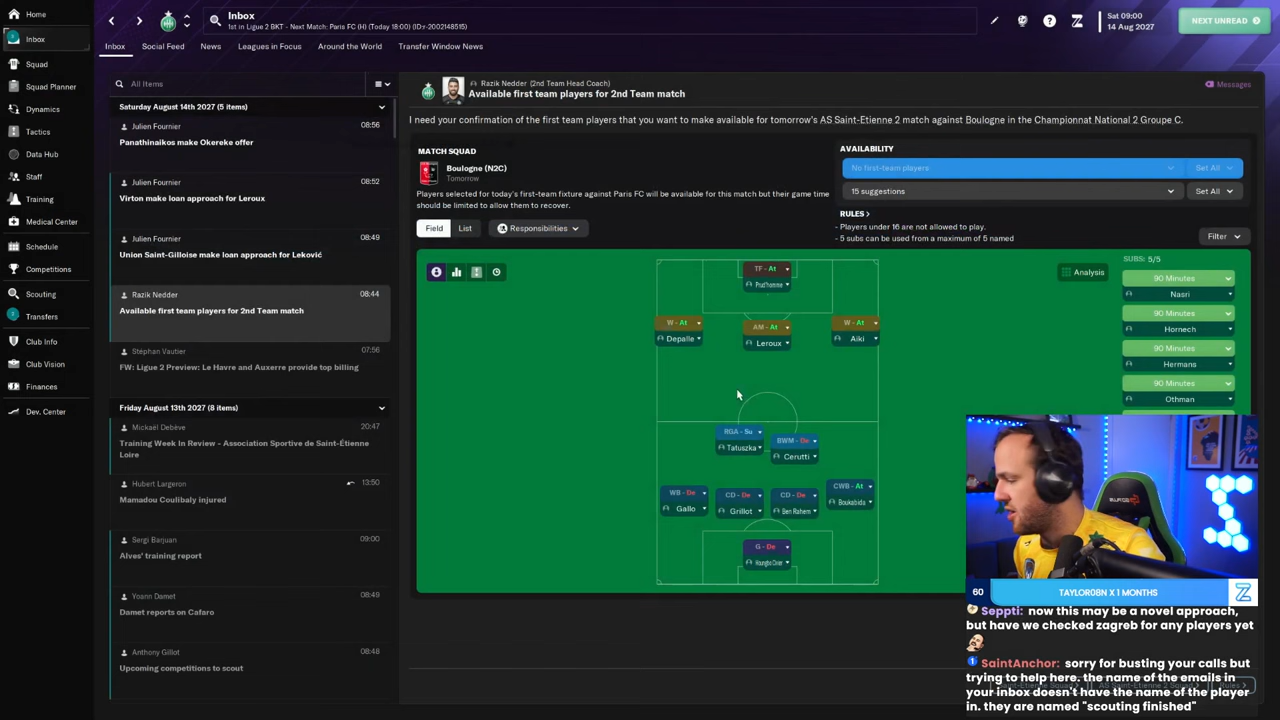 Home
Inbox
Squad
Squad Planner
Dynamics
Tactics
Data Hub
Staff
Training
Medical Center
Schedule
Competitions
Scouting
Transfers
Club Info
Club Vision
Finances
Dev. Center
Inbox
1st in Ligue 2 BKT - Next Match: Paris FC (H) (Today 18:00) (ID:r-2002148515)
Sat 09:00
14 Aug 2027
NEXT UNREAD
Inbox Social Feed News Leagues in Focus Around the World Transfer Window News
All Items
Saturday August 14th 2027 (5 items)
Julien Fournier 08:56
Panathinaikos make Okereke offer
Julien Fournier 08:52
Virton make loan approach for Leroux
Julien Fournier 08:49
Union Saint-Gilloise make loan approach for Leković
Razik Nedder 08:44
Available first team players for 2nd Team match
Stéphan Vautier 07:56
FW: Ligue 2 Preview: Le Havre and Auxerre provide top billing
Friday August 13th 2027 (8 items)
Mickaël Debève 20:47
Training Week In Review - Association Sportive de Saint-Étienne
Loire
Hubert Largeron 13:50
Mamadou Coulibaly injured
Sergi Barjuan 09:00
Alves' training report
Yoann Damet 08:49
Damet reports on Cafaro
Anthony Gillot 08:48
Upcoming competitions to scout
Razik Nedder (2nd Team Head Coach)
Available first team players for 2nd Team match
Messages
I need your confirmation of the first team players that you want to make available for tomorrow's AS Saint-Etienne 2 match against Boulogne in the Championnat National 2 Groupe C.
MATCH SQUAD
Boulogne (N2C)
Tomorrow
Players selected for today's first-team fixture against Paris FC will be available for this match but their game time
should be limited to allow them to recover.
AVAILABILITY
No first-team players Set All
15 suggestions Set All
RULES
- Players under 16 are not allowed to play.
- 5 subs can be used from a maximum of 5 named
Field List Responsibilities
Filter
Analysis
TF - At
Prud'homme
W - At
Depalle
AM - At
Leroux
W - At
Aiki
RGA - Su
Tatuszka
BWM - De
Cerutti
WB - De
Gallo
CD - De
Grillot
CD - De
Ben Rahem
CWB - At
Boukabida
G - De
SUBS: 5/5
90 Minutes
Nasri
90 Minutes
Hornech
90 Minutes
Hermans
90 Minutes
Othman
60 TAYLOR0BN X 1 MONTHS
Seppti: now this may be a novel approach,
but have we checked zagreb for any players yet
SaintAnchor: sorry for busting your calls but
trying to help here. the name of the emails in
your inbox doesn't have the name of the player
in. they are named "scouting finished"